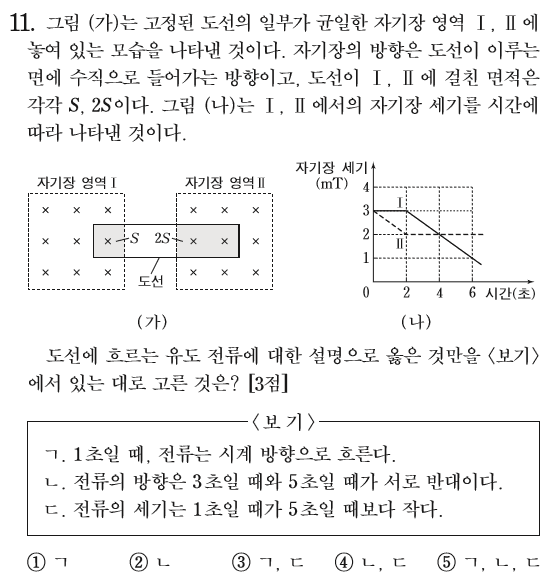 11. 그림 (가)는 고정된 도선의 일부가 균일한 자기장 영역 Ⅰ, Ⅱ에
놓여 있는 모습을 나타낸 것이다. 자기장의 방향은 도선이 이루는
면에 수직으로 들어가는 방향이고, 도선이 Ⅰ, Ⅱ에 걸친 면적은
각각 S, 2S이다. 그림 (나)는 Ⅰ, Ⅱ에서의 자기장 세기를 시간에
따라 나타낸 것이다.
자기장 영역 Ⅰ 자기장 영역 Ⅱ
× × × × × ×
× × S 2S × ×
× × × × × ×
도선
(가)
자기장 세기
(mT)
4
3
2
1
Ⅰ
Ⅱ
0 2 4 6 시간(초)
(나)
도선에 흐르는 유도 전류에 대한 설명으로 옳은 것만을 <보기>
에서 있는 대로 고른 것은? [3점]
<보 기>
ㄱ. 1초일 때, 전류는 시계 방향으로 흐른다.
ㄴ. 전류의 방향은 3초일 때와 5초일 때가 서로 반대이다.
ㄷ. 전류의 세기는 1초일 때가 5초일 때보다 작다.
① ㄱ ② ㄴ ③ ㄱ, ㄷ ④ ㄴ, ㄷ ⑤ ㄱ, ㄴ, ㄷ